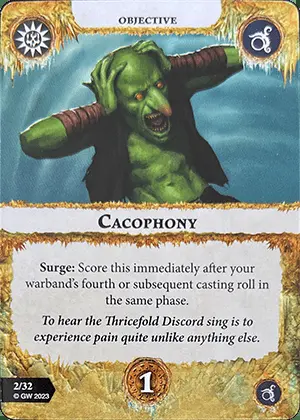 OBJECTIVE
CACOPHONY
Surge: Score this immediately after your
warband's fourth or subsequent casting roll in
the same phase.
To hear the Thricefold Discord sing is to
experience pain quite unlike anything else.
2/32
© GW 2023
1